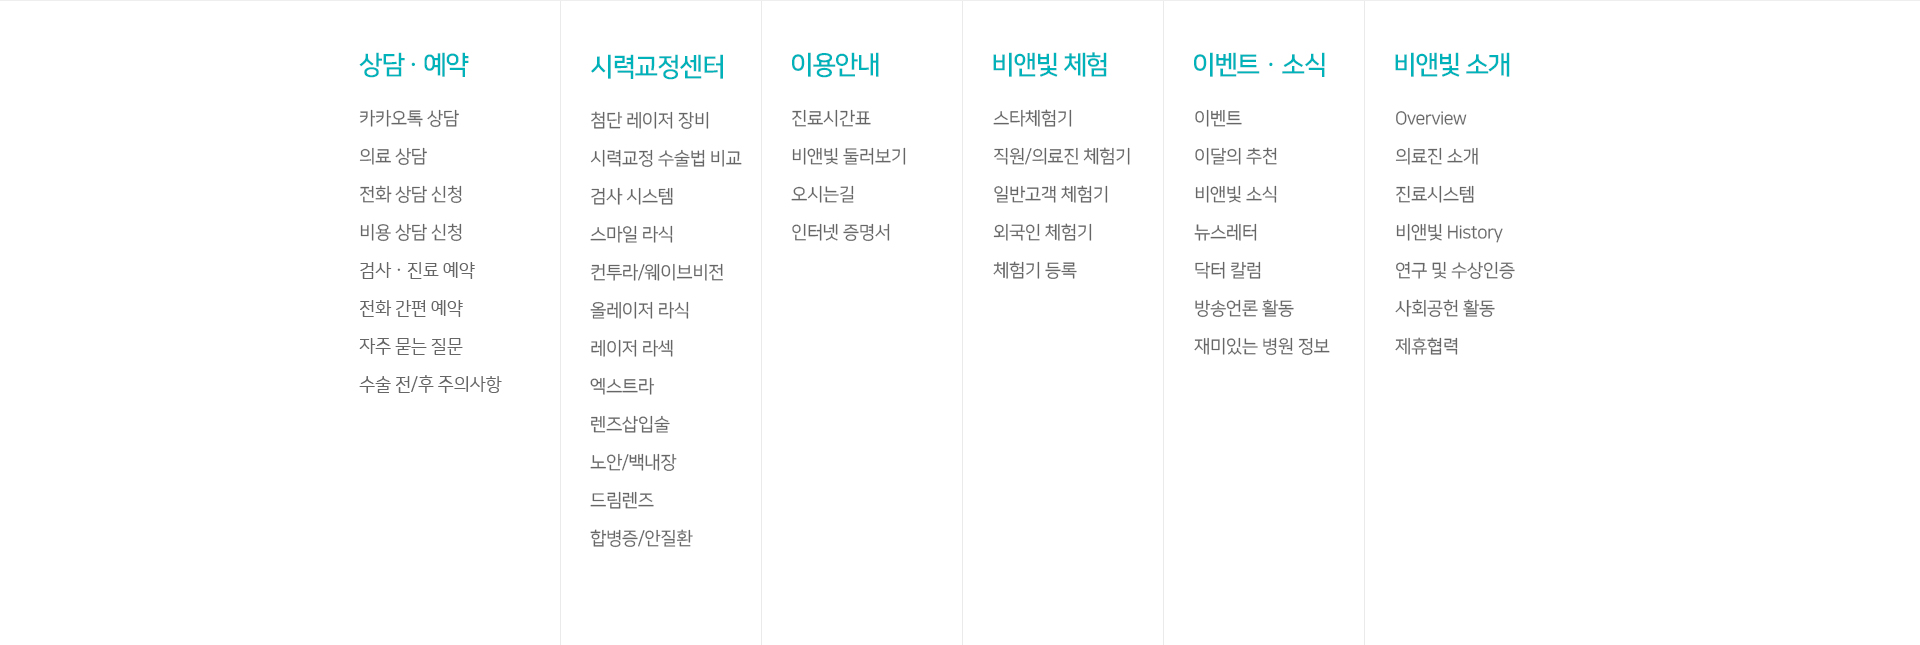 상담 · 예약
카카오톡 상담
의료 상담
전화 상담 신청
비용 상담 신청
검사 · 진료 예약
전화 간편 예약
자주 묻는 질문
수술 전/후 주의사항
시력교정센터
첨단 레이저 장비
시력교정 수술법 비교
검사 시스템
스마일 라식
컨투라/웨이브비전
올레이저 라식
레이저 라섹
엑스트라
렌즈삽입술
노안/백내장
드림렌즈
합병증/안질환
이용안내
진료시간표
비앤빛 둘러보기
오시는길
인터넷 증명서
비앤빛 체험
스타체험기
직원/의료진 체험기
일반고객 체험기
외국인 체험기
체험기 등록
이벤트 · 소식
이벤트
이달의 추천
비앤빛 소식
뉴스레터
닥터 칼럼
방송언론 활동
재미있는 병원 정보
비앤빛 소개
Overview
의료진 소개
진료시스템
비앤빛 History
연구 및 수상인증
사회공헌 활동
제휴협력